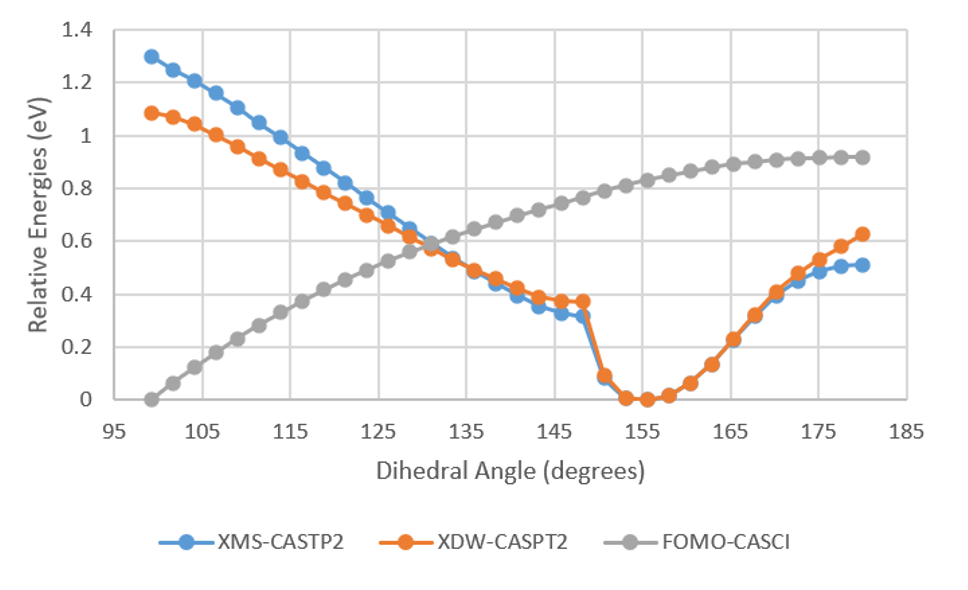 1.4
1.2
1
0.8
0.6
0.4
0.2
0
Relative Energies (eV)
95 105 115 125 135 145 155 165 175 185
Dihedral Angle (degrees)
XMS-CASTP2 XDW-CASPT2 FOMO-CASCI